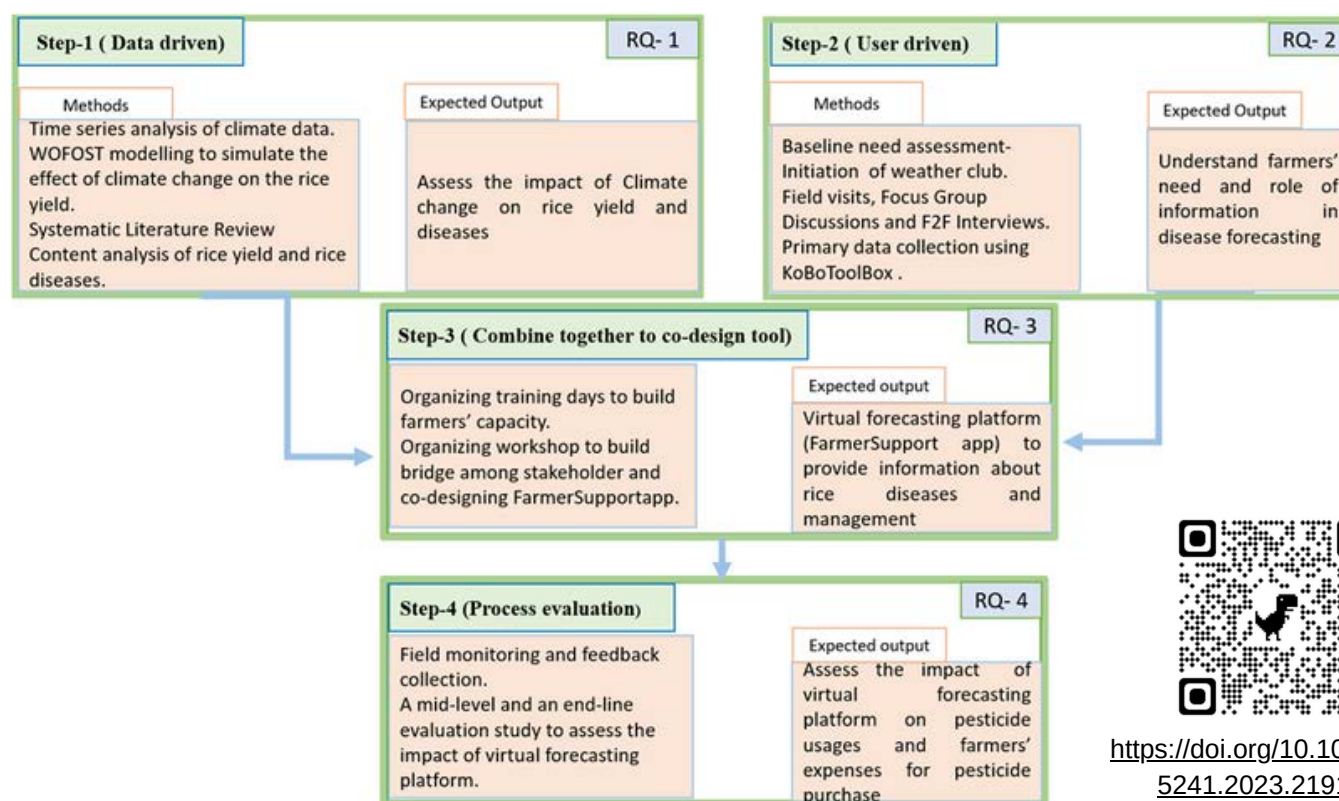 Step-1 ( Data driven)
RQ- 1
Methods
Time series analysis of climate data.
WOFOST modelling to simulate the
effect of climate change on the rice
yield.
Systematic Literature Review
Content analysis of rice yield and rice
diseases.
Expected Output
Assess the impact of Climate
change on rice yield and
diseases
Step-2 ( User driven)
RQ- 2
Methods
Baseline need assessment-
Initiation of weather club.
Field visits, Focus Group
Discussions and F2F Interviews.
Primary data collection using
KoBoToolBox .
Expected Output
Understand farmers'
need and role of
information in
disease forecasting
Step-3 ( Combine together to co-design tool)
RQ- 3
Organizing training days to build
farmers' capacity.
Organizing workshop to build
bridge among stakeholder and
co-designing FarmerSupportapp.
Expected output
Virtual forecasting platform
(FarmerSupport app) to
provide information about
rice diseases and
management
Step-4 (Process evaluation)
RQ- 4
Field monitoring and feedback
collection.
A mid-level and an end-line
evaluation study to assess the
impact of virtual forecasting
platform.
Expected output
Assess the impact of
virtual forecasting
platform on pesticide
usages and farmers'
expenses for pesticide
purchase
https://doi.org/10.10
5241.2023.219